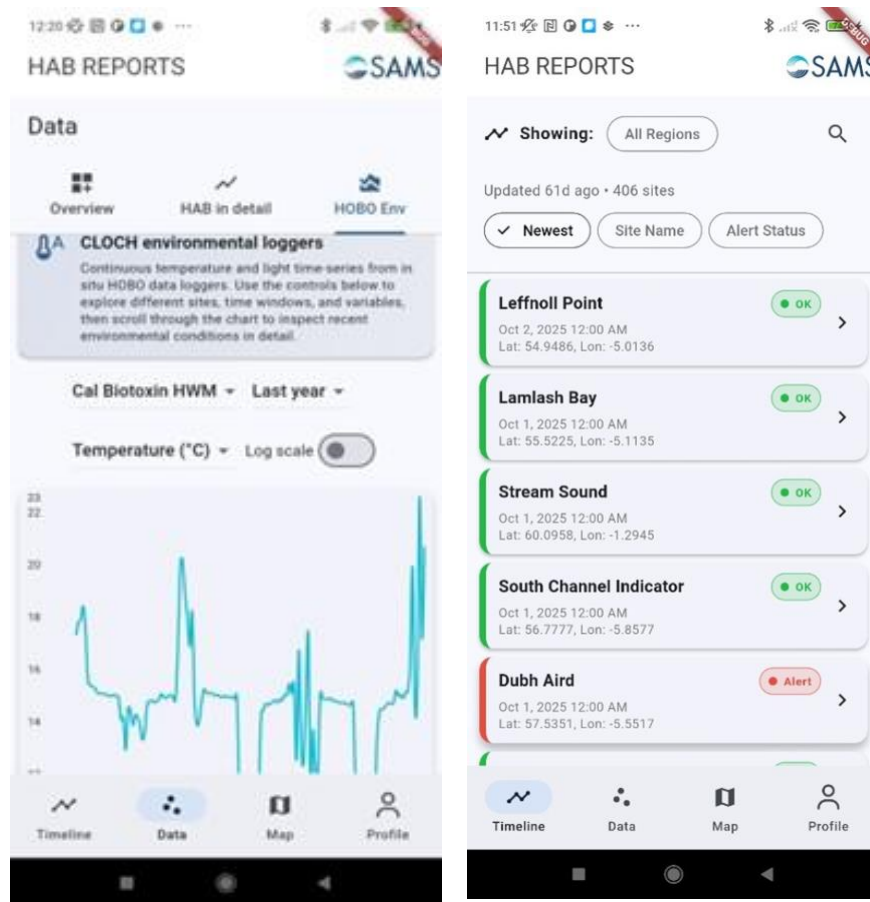 12:20
DEBUG
HAB REPORTS
SAMS
Data
Overview
HAB in detail
HOBO Env
A
CLOCH environmental loggers
Continuous temperature and light time-series from in
situ HOBO data loggers. Use the controls below to
explore different sites, time windows, and variables,
then scroll through the chart to inspect recent
environmental conditions in detail.
Cal Biotoxin HWM
Last year
Temperature (°C)
Log scale
23
22
20
18
16
14
Timeline
Data
Map
Profile
11:51
DEBUG
HAB REPORTS
SAMS
Showing:
All Regions
Updated 61d ago • 406 sites
Newest
Site Name
Alert Status
Leffnoll Point
OK
Oct 2, 2025 12:00 AM
Lat: 54.9486, Lon: -5.0136
Lamlash Bay
OK
Oct 1, 2025 12:00 AM
Lat: 55.5225, Lon: -5.1135
Stream Sound
OK
Oct 1, 2025 12:00 AM
Lat: 60.0958, Lon: -1.2945
South Channel Indicator
OK
Oct 1, 2025 12:00 AM
Lat: 56.7777, Lon: -5.8577
Dubh Aird
Alert
Oct 1, 2025 12:00 AM
Lat: 57.5351, Lon: -5.5517
Timeline
Data
Map
Profile